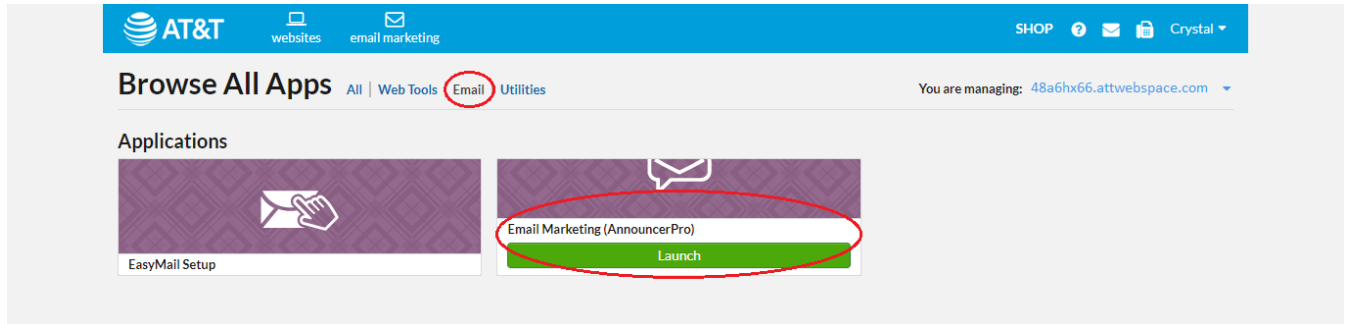 AT&T
websites
email marketing
SHOP
?
Crystal
Browse All Apps
All | Web Tools Email Utilities
You are managing: 48a6hx66.attwebspace.com
Applications
EasyMail Setup
Email Marketing (AnnouncerPro)
Launch